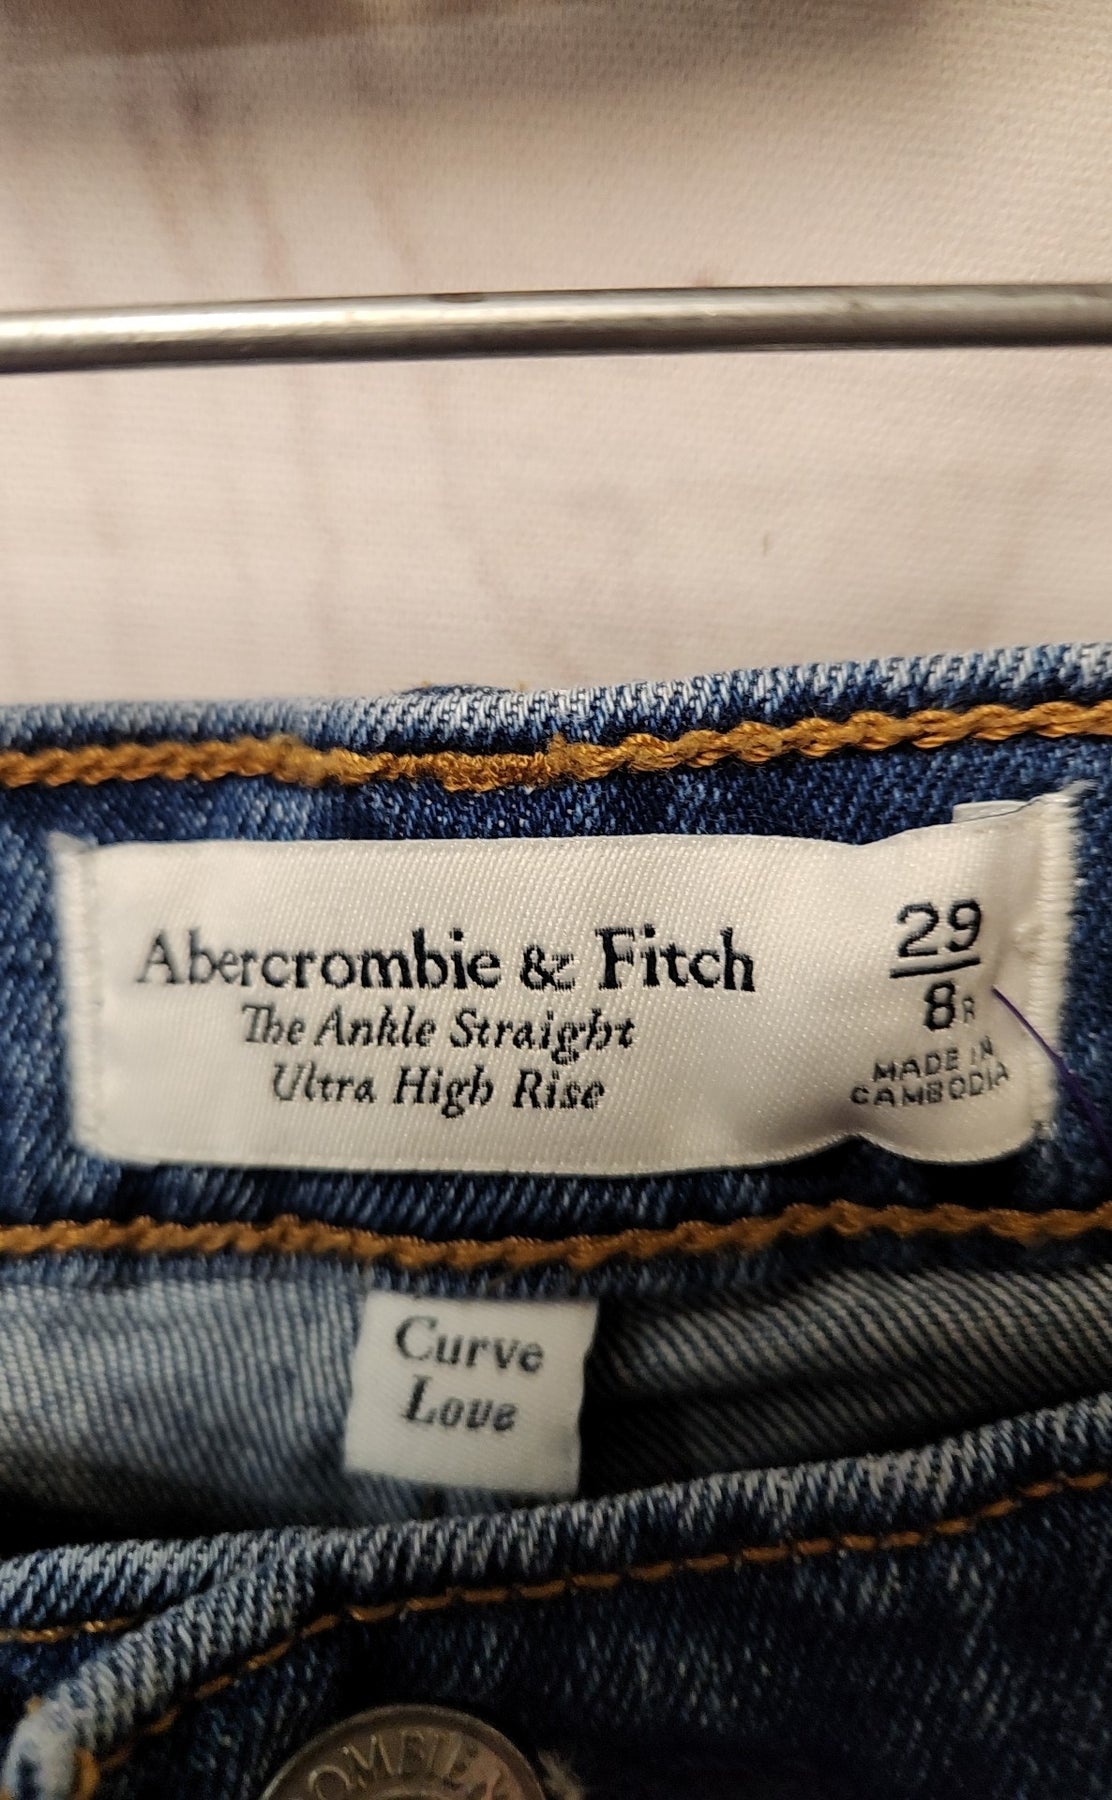 Abercrombie & Fitch
The Ankle Straight
Ultra High Rise
29
8R
MADE IN
CAMBODIA
Curve
Love